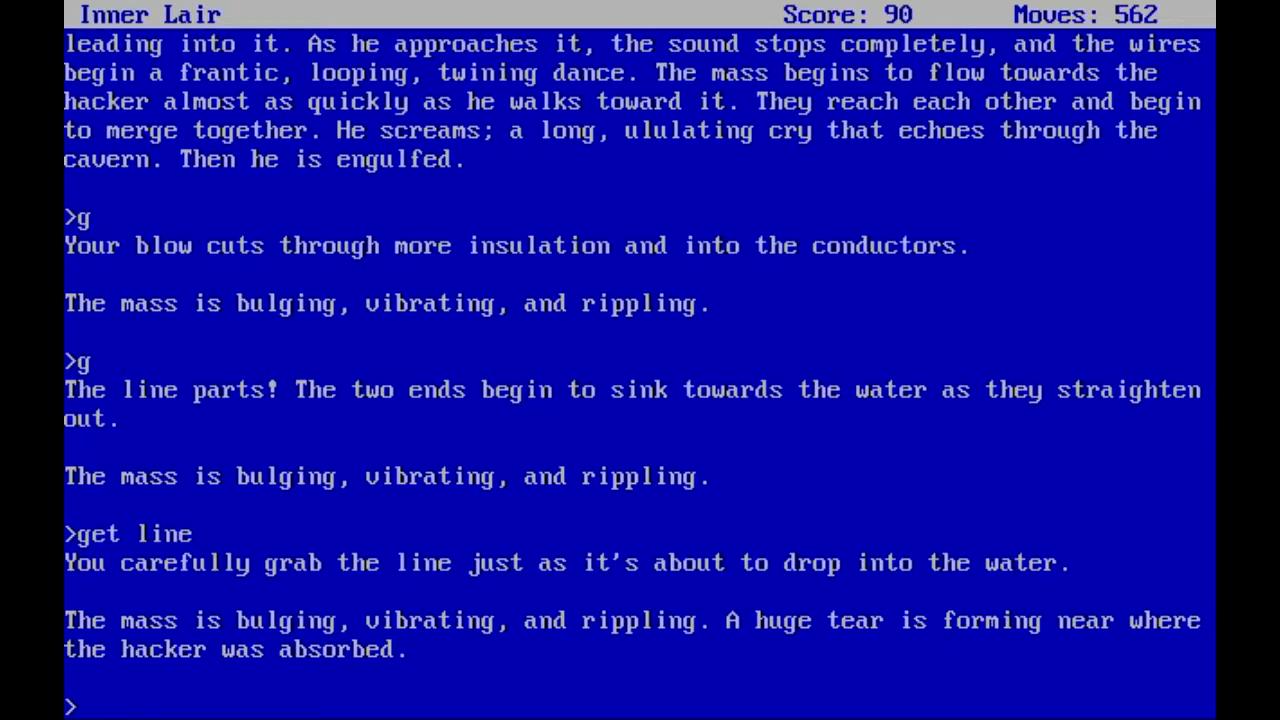 Inner Lair Score: 90 Moves: 562
leading into it. As he approaches it, the sound stops completely, and the wires
begin a frantic, looping, twining dance. The mass begins to flow towards the
hacker almost as quickly as he walks toward it. They reach each other and begin
to merge together. He screams; a long, ululating cry that echoes through the
cavern. Then he is engulfed.
>g
Your blow cuts through more insulation and into the conductors.
The mass is bulging, vibrating, and rippling.
>g
The line parts! The two ends begin to sink towards the water as they straighten
out.
The mass is bulging, vibrating, and rippling.
>get line
You carefully grab the line just as it's about to drop into the water.
The mass is bulging, vibrating, and rippling. A huge tear is forming near where
the hacker was absorbed.
>